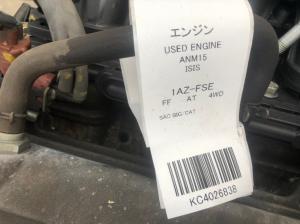 エンジン
USED ENGINE
ANM15
ISIS
1AZ-FSE
FF AT 4WD
KC4026838